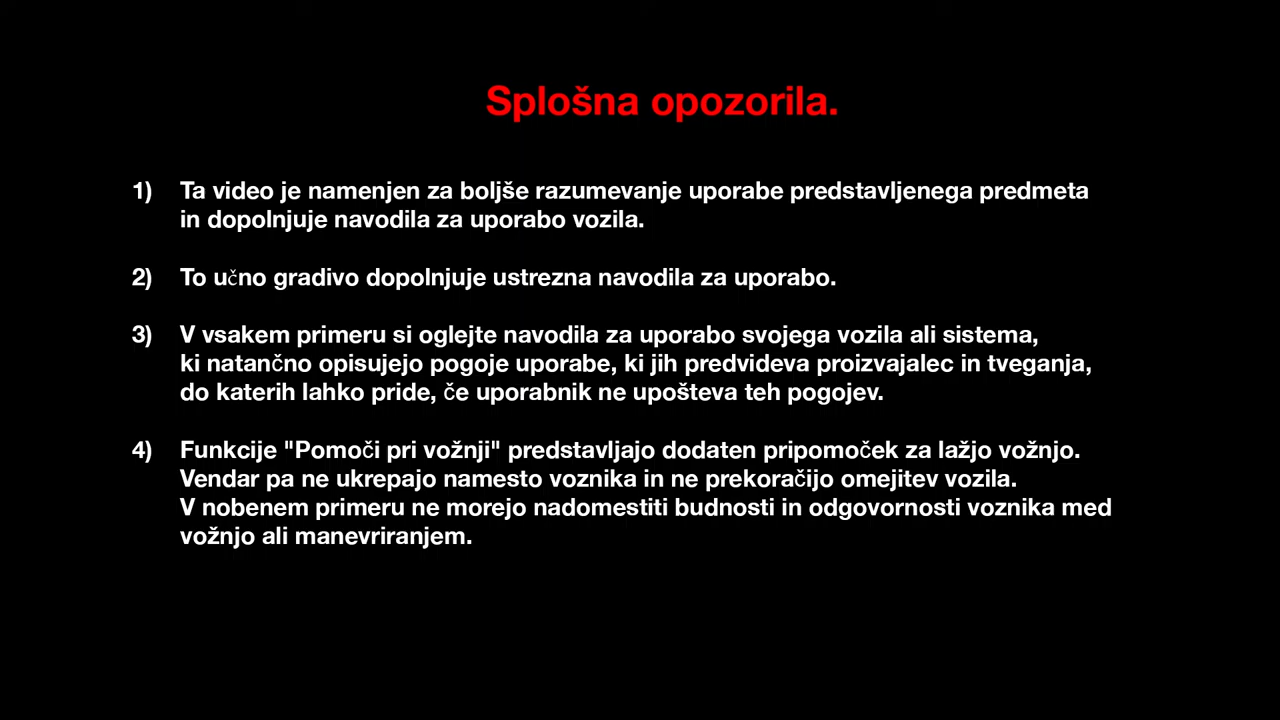 Splošna opozorila.
1) Ta video je namenjen za boljše razumevanje uporabe predstavljenega predmeta
in dopolnjuje navodila za uporabo vozila.
2) To učno gradivo dopolnjuje ustrezna navodila za uporabo.
3) V vsakem primeru si oglejte navodila za uporabo svojega vozila ali sistema,
ki natančno opisujejo pogoje uporabe, ki jih predvideva proizvajalec in tveganja,
do katerih lahko pride, če uporabnik ne upošteva teh pogojev.
4) Funkcije "Pomoči pri vožnji" predstavljajo dodaten pripomoček za lažjo vožnjo.
Vendar pa ne ukrepajo namesto voznika in ne prekoračijo omejitev vozila.
V nobenem primeru ne morejo nadomestiti budnosti in odgovornosti voznika med
vožnjo ali manevriranjem.